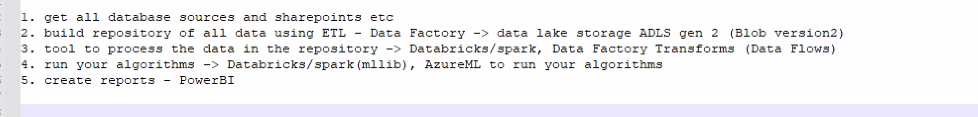 1. get all database sources and sharepoints etc
2. build repository of all data using ETL - Data Factory -> data lake storage ADLS gen 2 (Blob version2)
3. tool to process the data in the repository -> Databricks/spark, Data Factory Transforms (Data Flows)
4. run your algorithms -> Databricks/spark(mllib), AzureML to run your algorithms
5. create reports - PowerBI